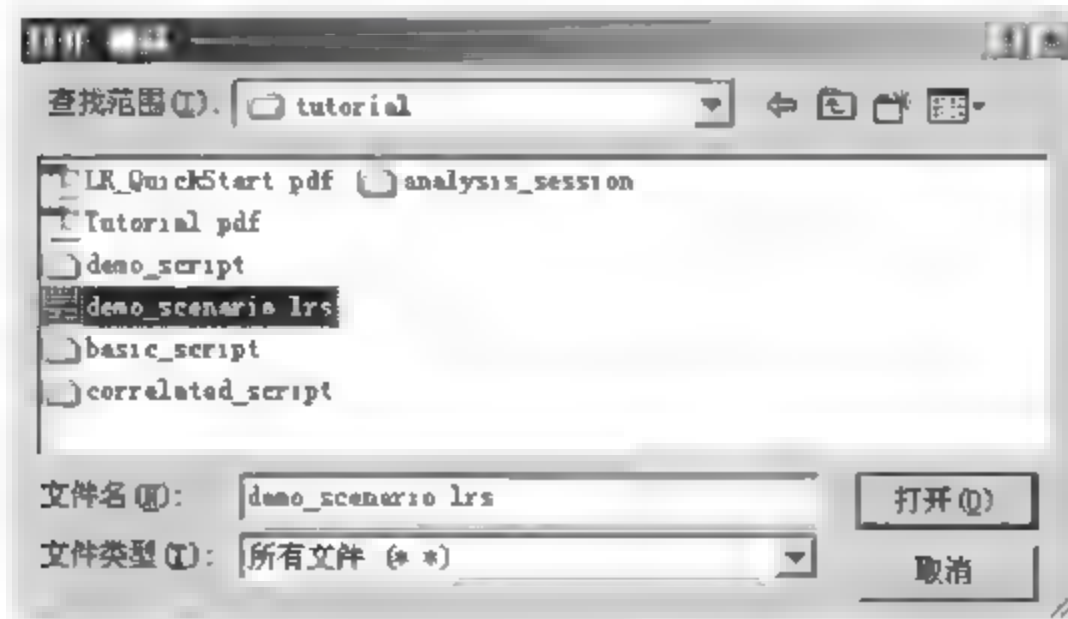 查找范围(I). tutorial
LR_QuickStart pdf analysis_session
Tutorial pdf
demo_script
demo_scenario lrs
basic_script
correlated_script
文件名(N): demo_scenario lrs 打开(O)
文件类型(T): 所有文件 (* *)
取消